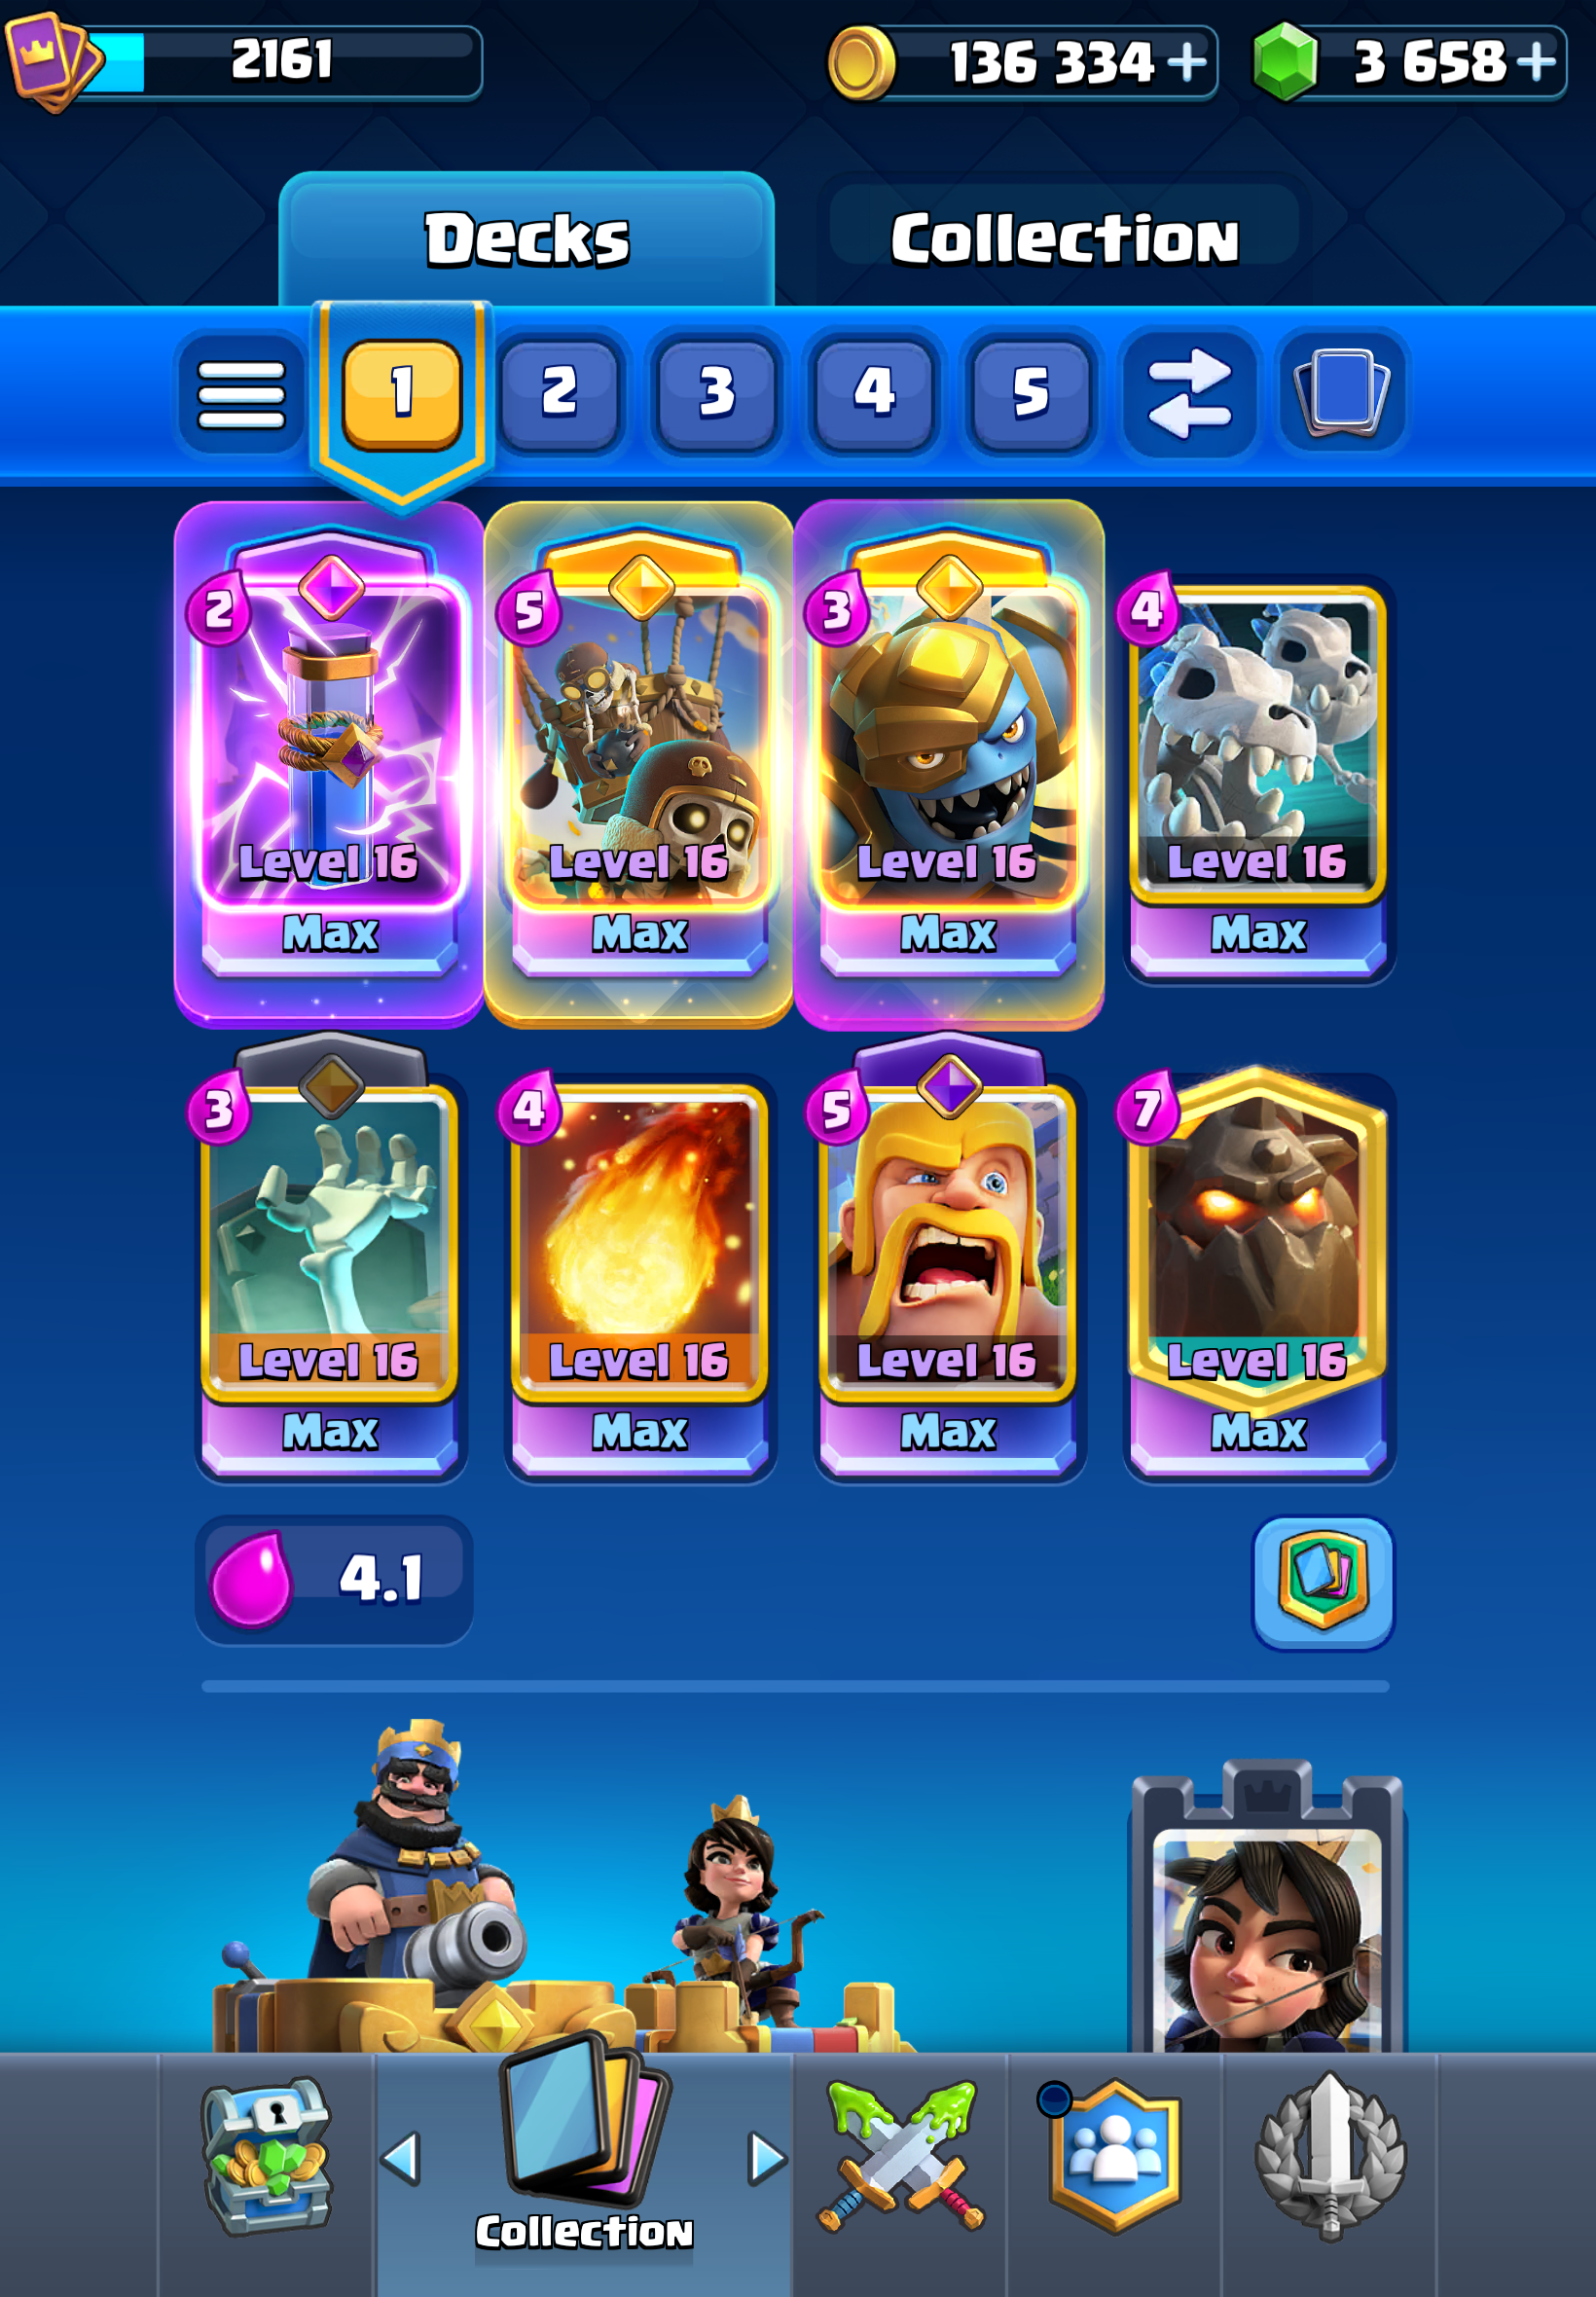 2161 136 334 + 3 658 +
Decks Collection
1 2 3 4 5
2 5 3 4
Level 16 Level 16 Level 16 Level 16
Max Max Max Max
3 4 5 7
Level 16 Level 16 Level 16 Level 16
Max Max Max Max
4.1
Collection